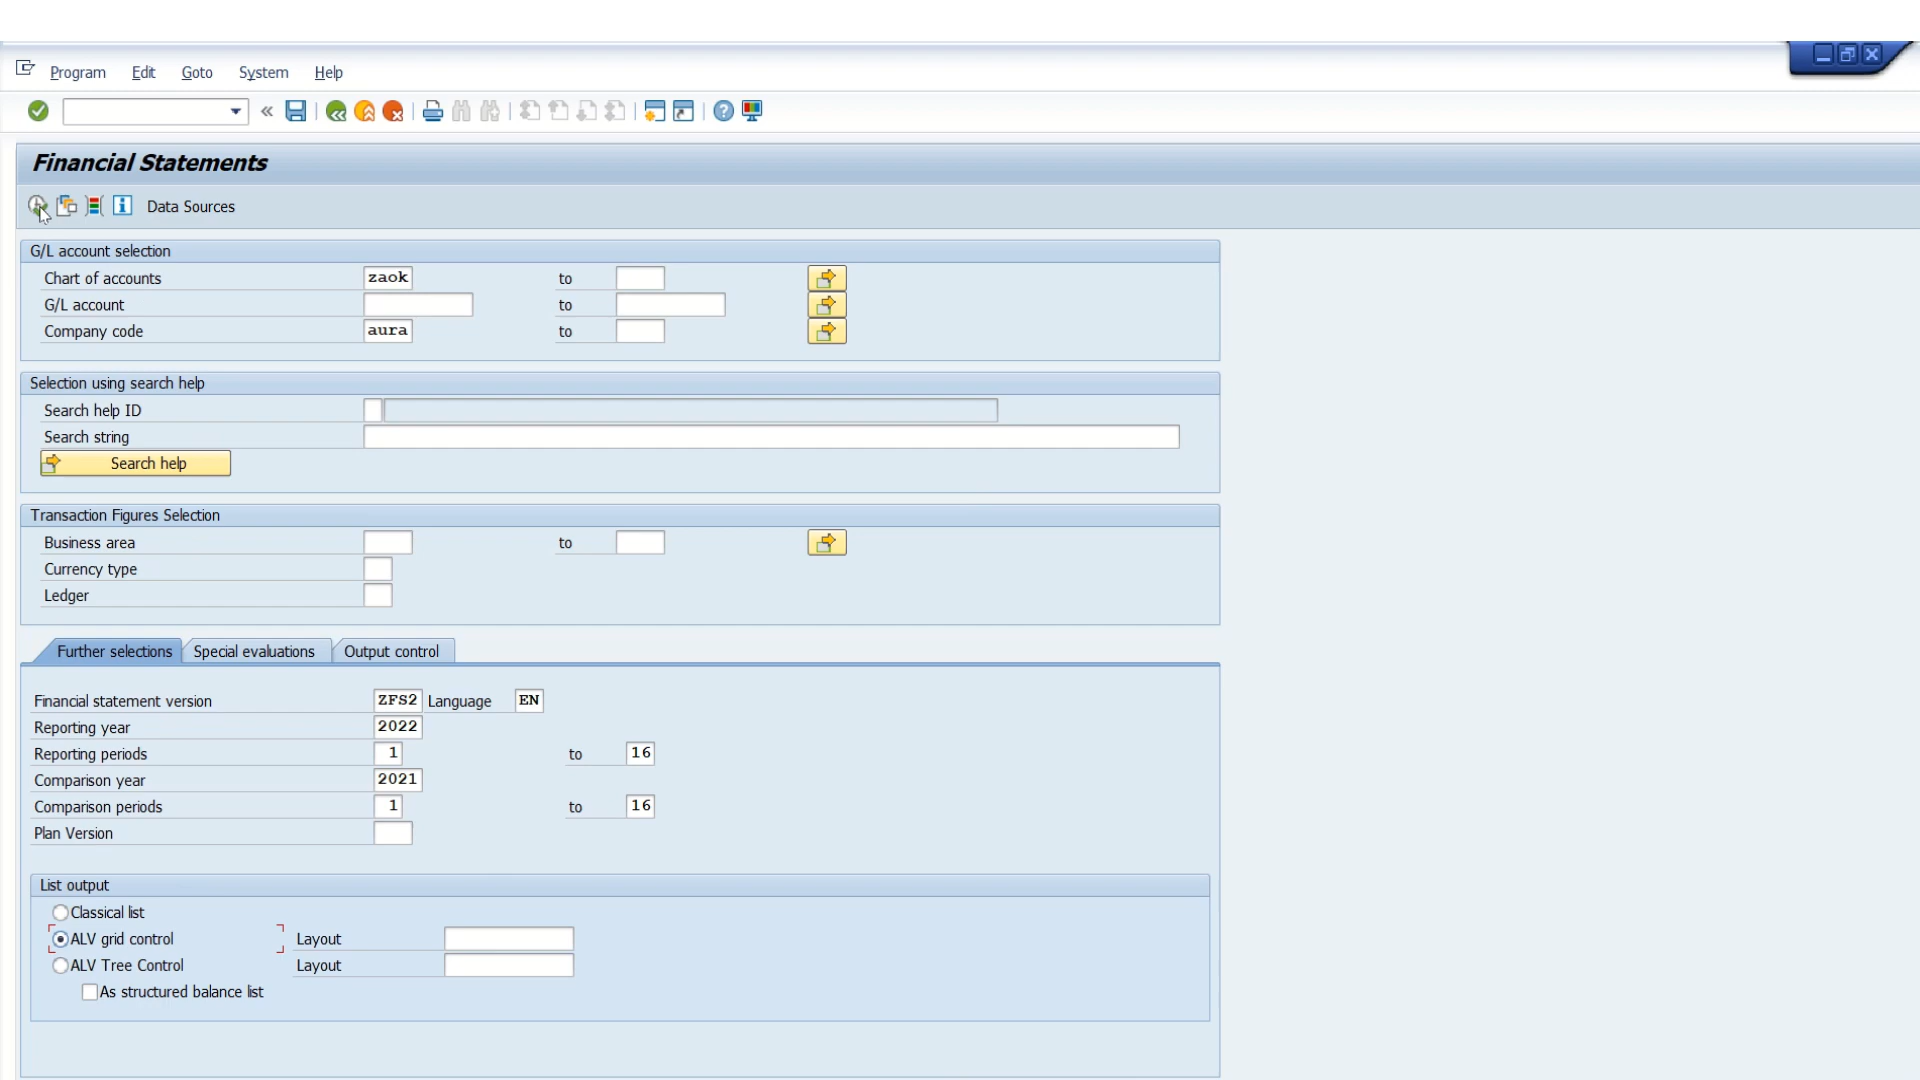 Program Edit Goto System Help
«
Financial Statements
Data Sources
G/L account selection
Chart of accounts zaok to
G/L account to
Company code aura to
Selection using search help
Search help ID
Search string
Search help
Transaction Figures Selection
Business area to
Currency type
Ledger
Further selections Special evaluations Output control
Financial statement version ZFS2 Language EN
Reporting year 2022
Reporting periods 1 to 16
Comparison year 2021
Comparison periods 1 to 16
Plan Version
List output
Classical list
ALV grid control Layout
ALV Tree Control Layout
As structured balance list